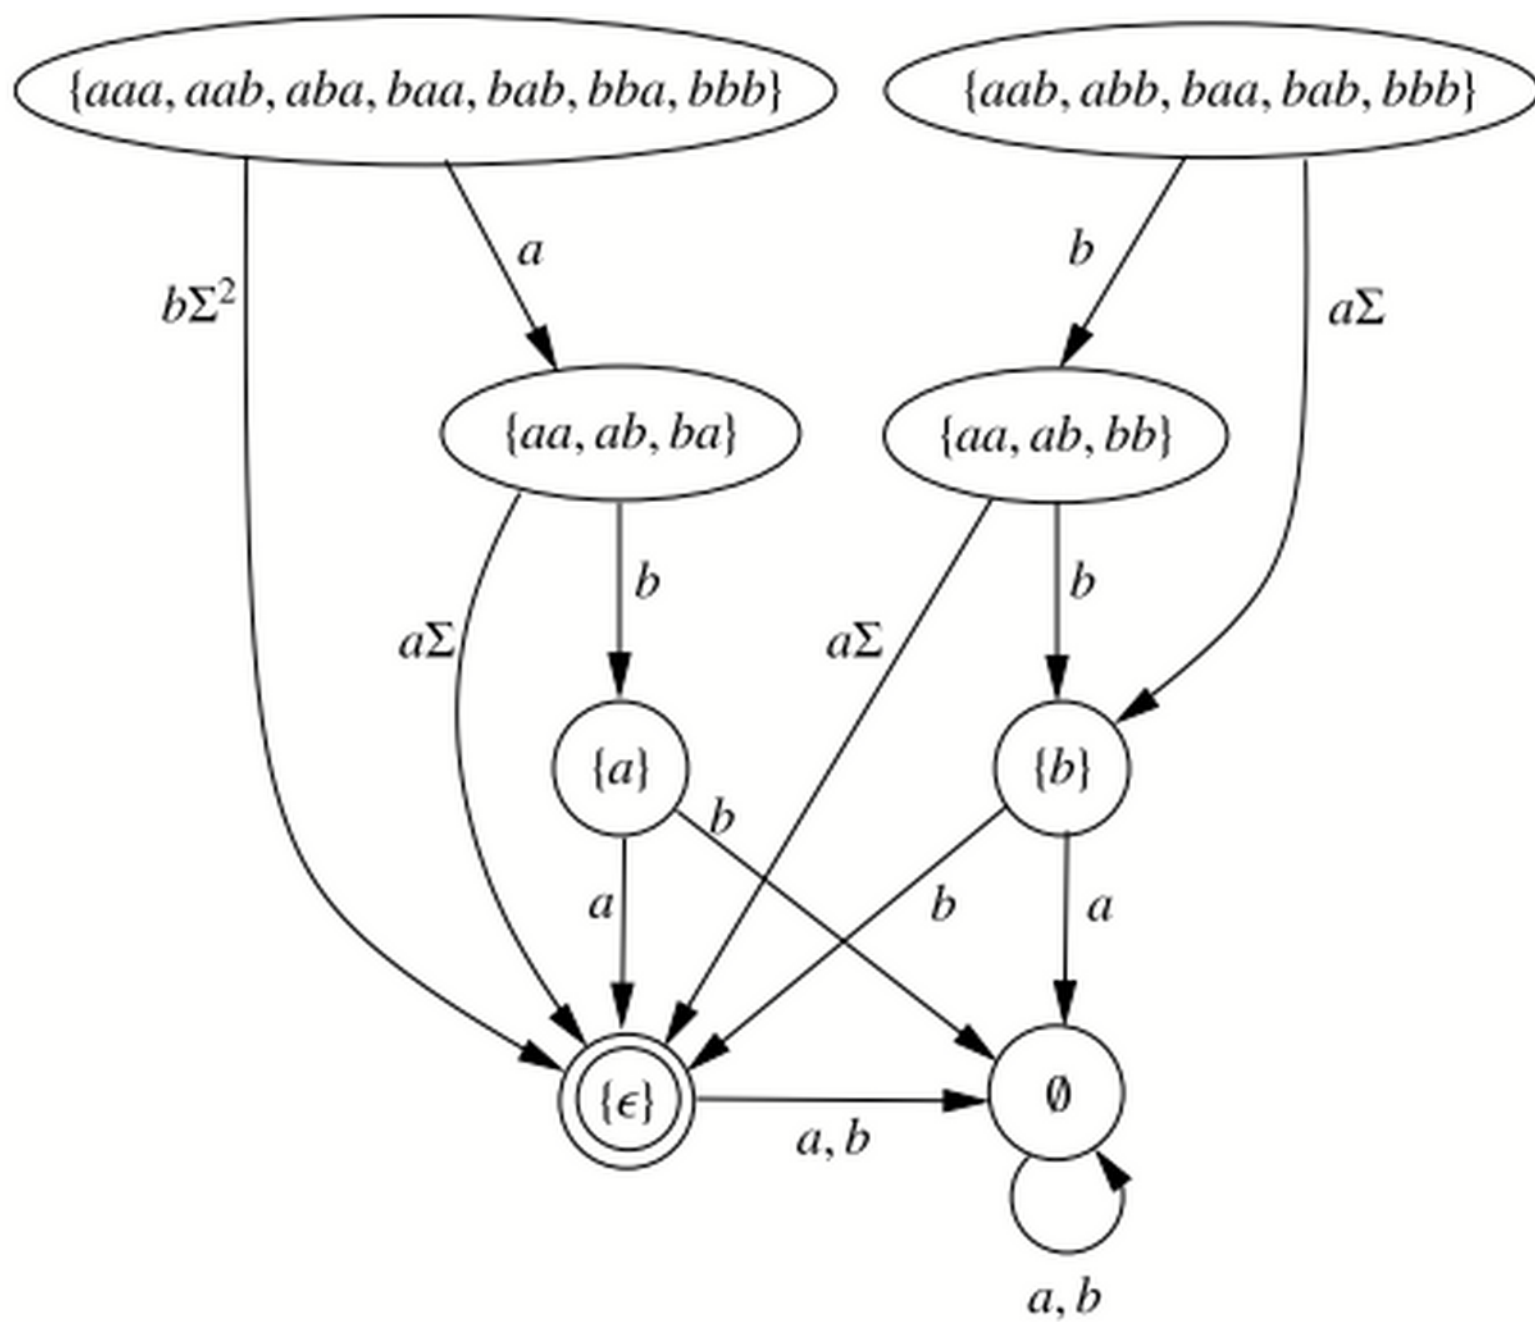 {aaa, aab, aba, baa, bab, bba, bbb}
{aab, abb, baa, bab, bbb}
a
b
bΣ²
aΣ
{aa, ab, ba}
{aa, ab, bb}
b
b
aΣ
aΣ
{a}
{b}
b
a
b
a
{ϵ}
∅
a, b
a, b